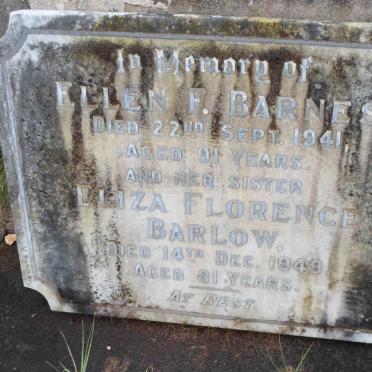 In Memory of
ELLEN F. BARNES
DIED 22ND SEPT. 1941
AGED 91 YEARS
AND HER SISTER
ELIZA FLORENCE
BARLOW,
DIED 14TH DEC. 1949
AGED 81 YEARS.
AT REST.